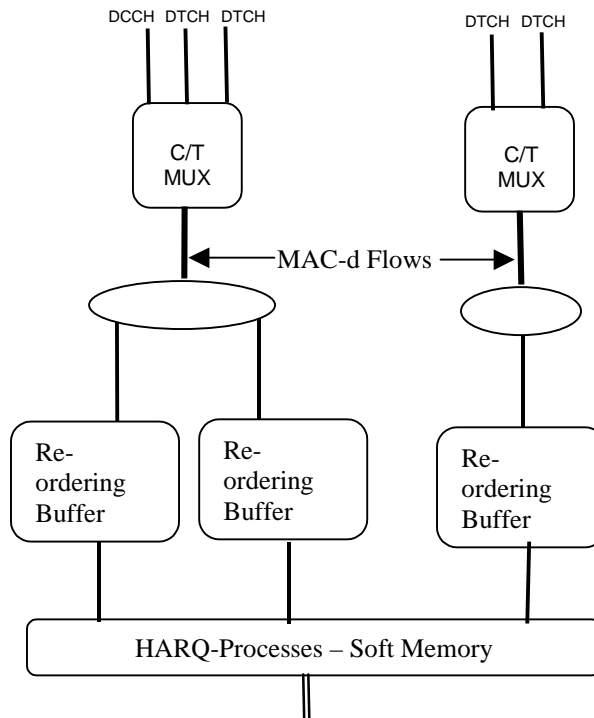 DCCH DTCH DTCH
DTCH DTCH
C/T
MUX
C/T
MUX
MAC-d Flows
Re-
ordering
Buffer
Re-
ordering
Buffer
Re-
ordering
Buffer
HARQ-Processes – Soft Memory